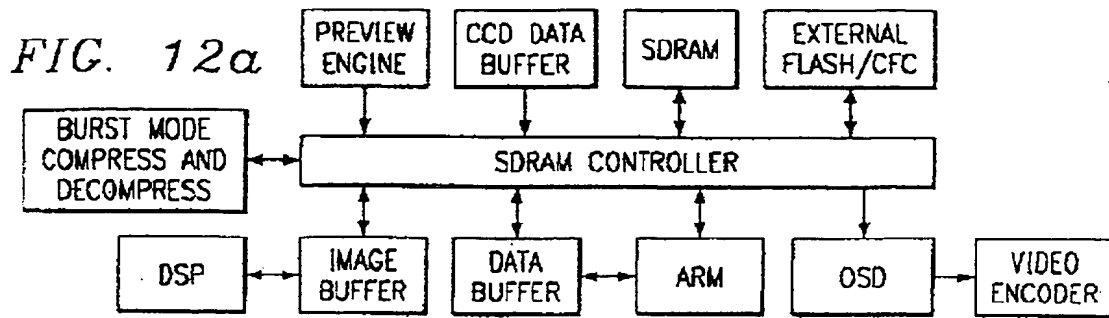 FIG. 12a
PREVIEW
ENGINE
CCD DATA
BUFFER
SDRAM
EXTERNAL
FLASH/CFC
BURST MODE
COMPRESS AND
DECOMPRESS
SDRAM CONTROLLER
DSP
IMAGE
BUFFER
DATA
BUFFER
ARM
OSD
VIDEO
ENCODER